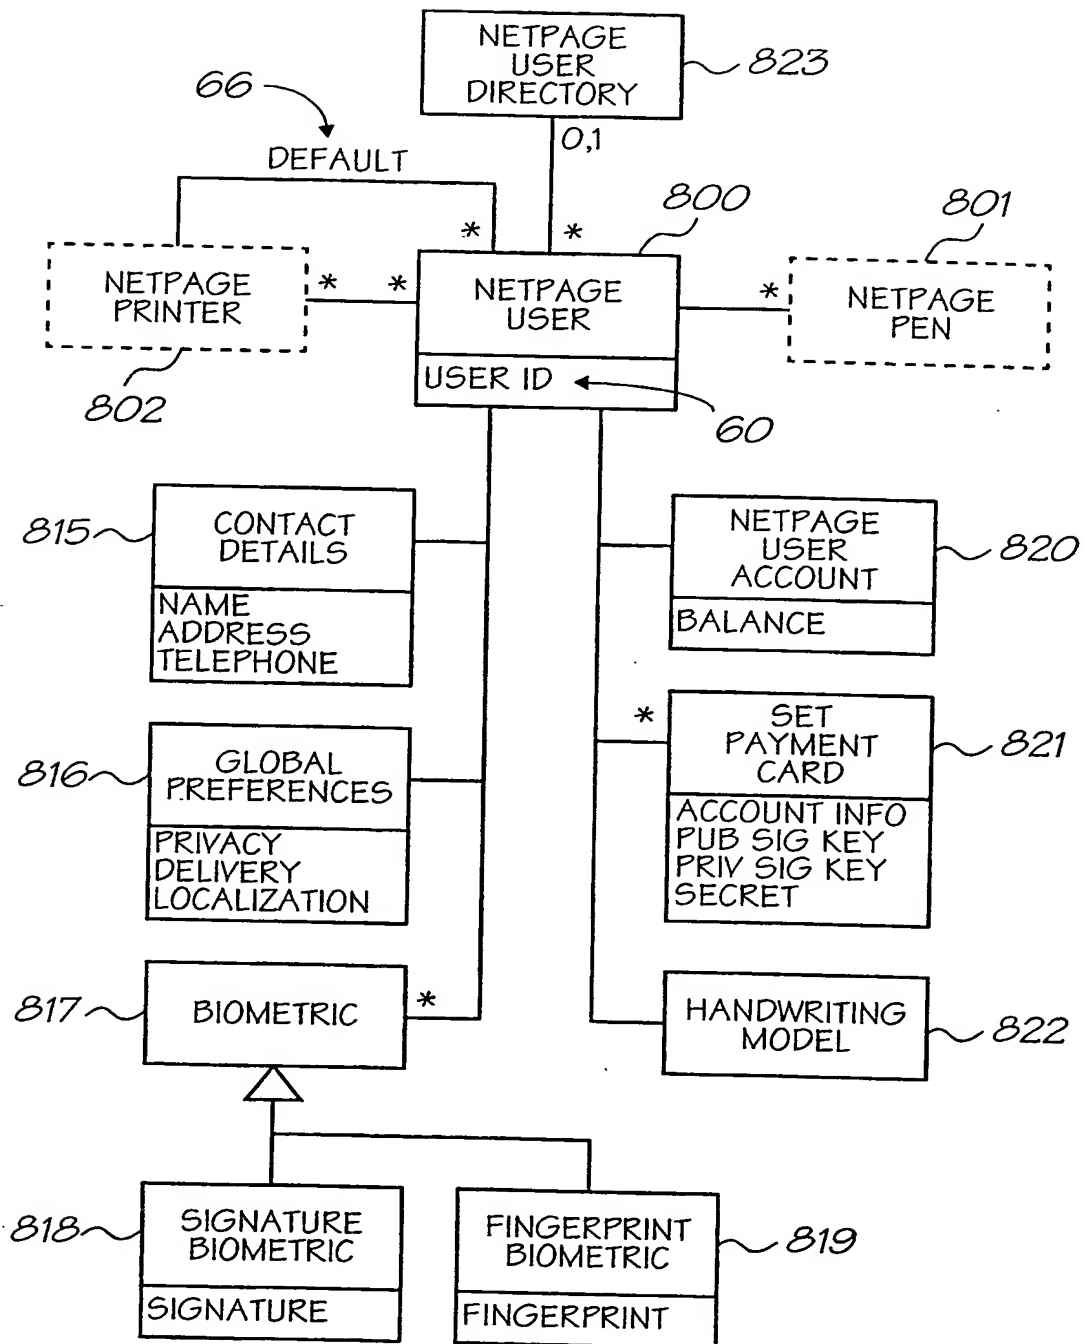 NETPAGE
USER
DIRECTORY
823
66
0,1
DEFAULT
800
801
*
*
NETPAGE
PRINTER
*
*
NETPAGE
USER
*
NETPAGE
PEN
USER ID
802
60
815
CONTACT
DETAILS
NAME
ADDRESS
TELEPHONE
NETPAGE
USER
ACCOUNT
820
BALANCE
816
GLOBAL
PREFERENCES
PRIVACY
DELIVERY
LOCALIZATION
*
SET
PAYMENT
CARD
821
ACCOUNT INFO
PUB SIG KEY
PRIV SIG KEY
SECRET
817
BIOMETRIC
*
HANDWRITING
MODEL
822
818
SIGNATURE
BIOMETRIC
SIGNATURE
FINGERPRINT
BIOMETRIC
819
FINGERPRINT